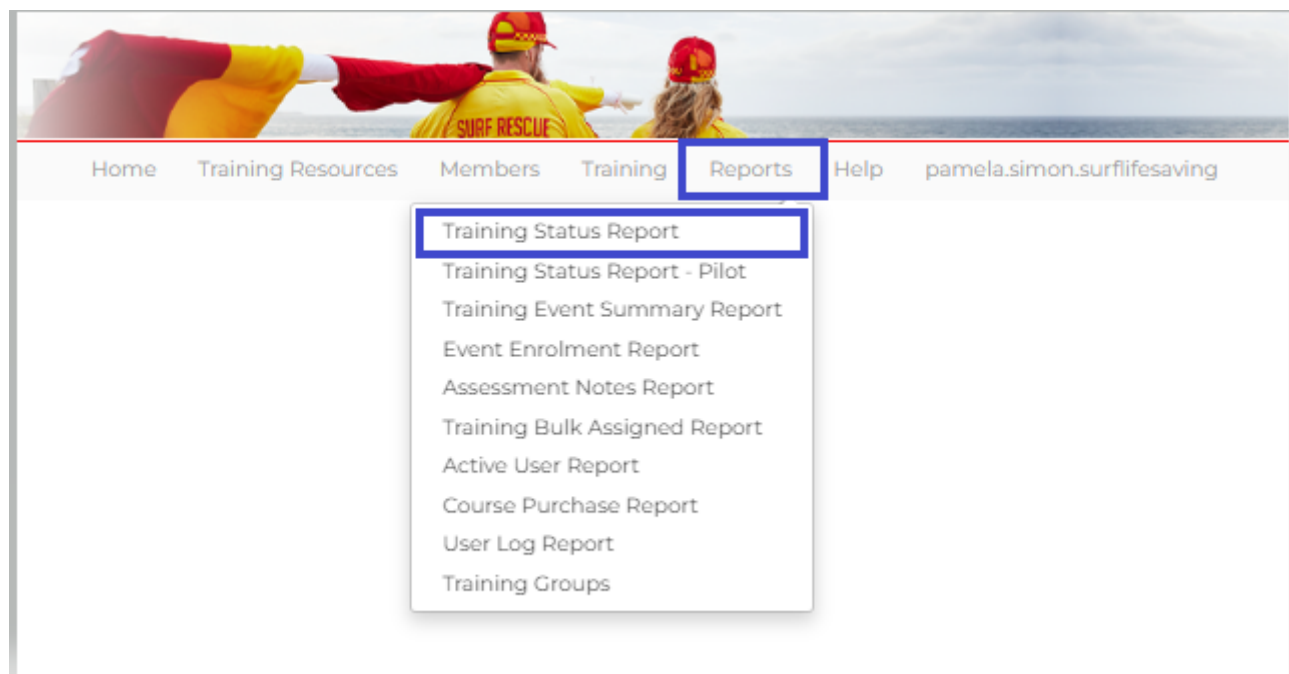 SURF RESCUE
Home Training Resources Members Training Reports Help pamela.simon.surflifesaving
Training Status Report
Training Status Report - Pilot
Training Event Summary Report
Event Enrolment Report
Assessment Notes Report
Training Bulk Assigned Report
Active User Report
Course Purchase Report
User Log Report
Training Groups